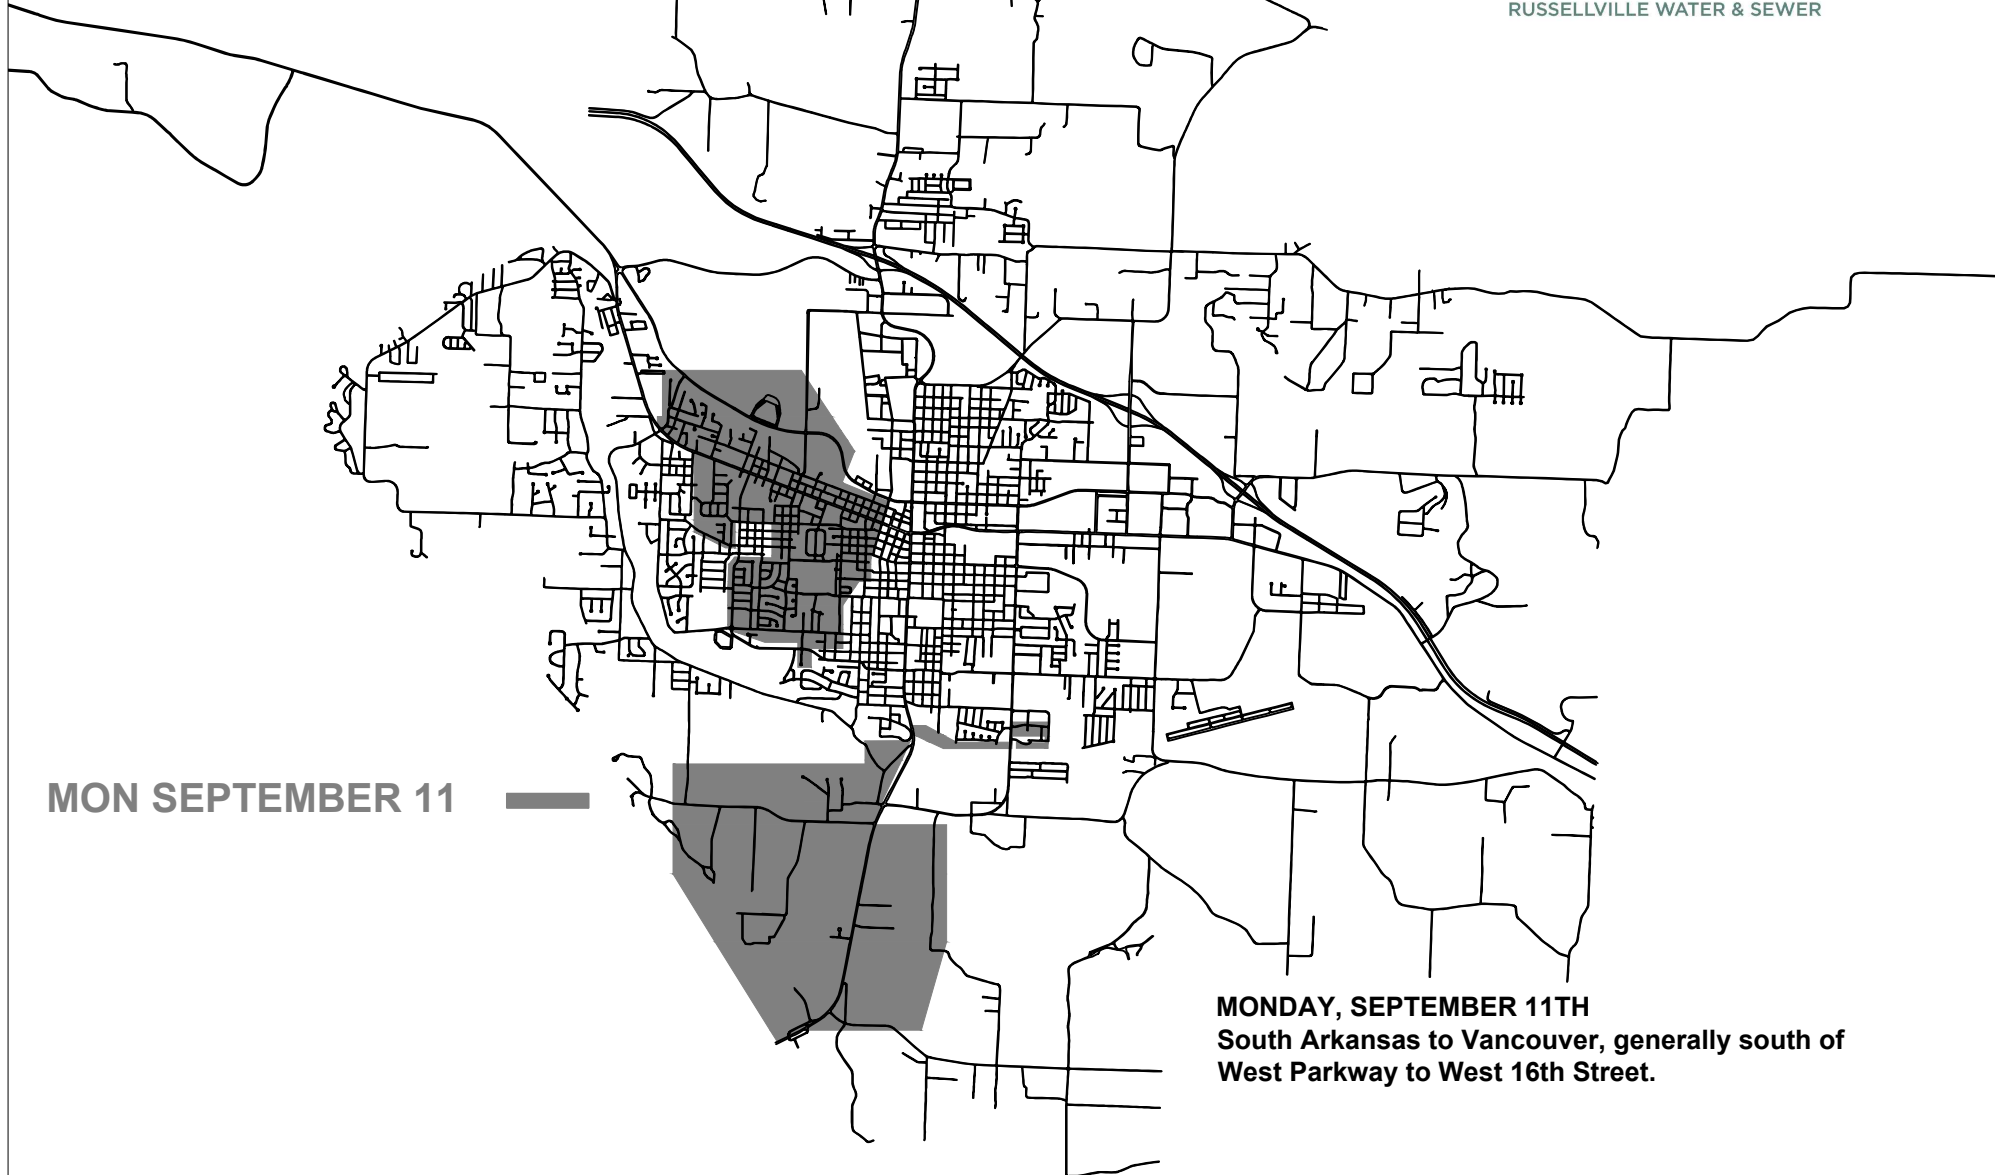 RUSSELLVILLE WATER & SEWER
MON SEPTEMBER 11
MONDAY, SEPTEMBER 11TH
South Arkansas to Vancouver, generally south of
West Parkway to West 16th Street.